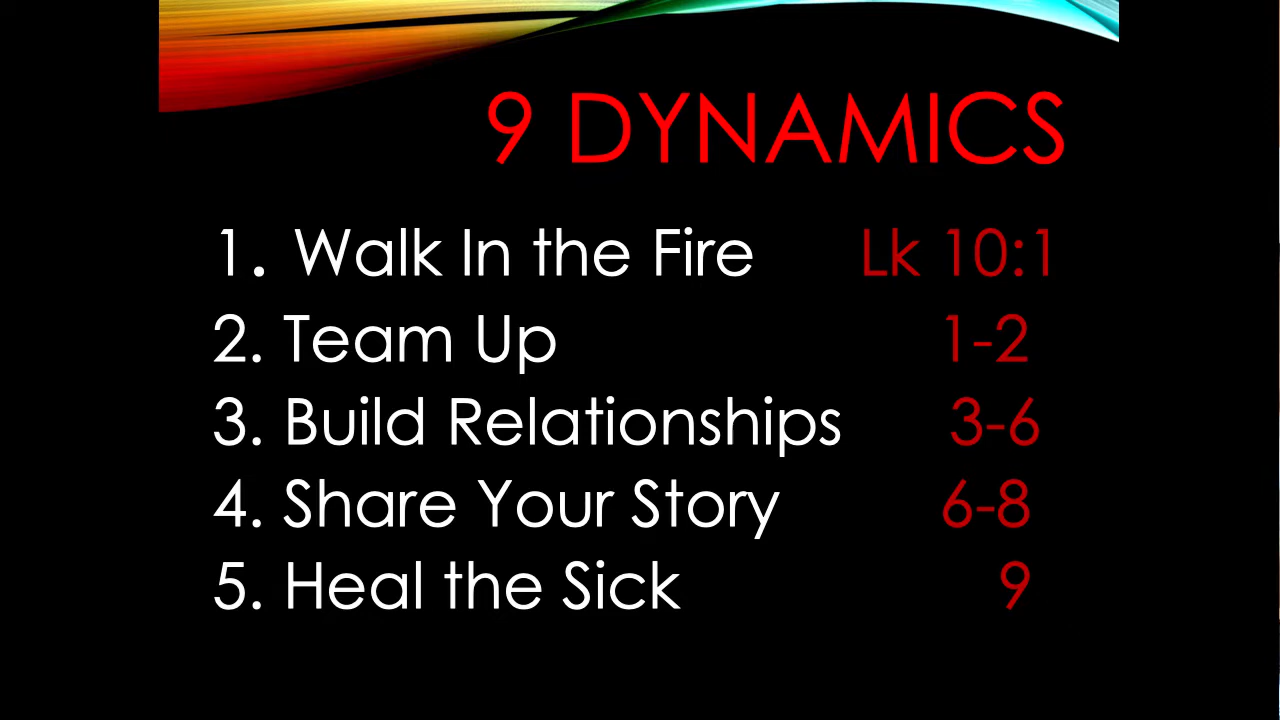 9 DYNAMICS
1. Walk In the Fire Lk 10:1
2. Team Up 1-2
3. Build Relationships 3-6
4. Share Your Story 6-8
5. Heal the Sick 9